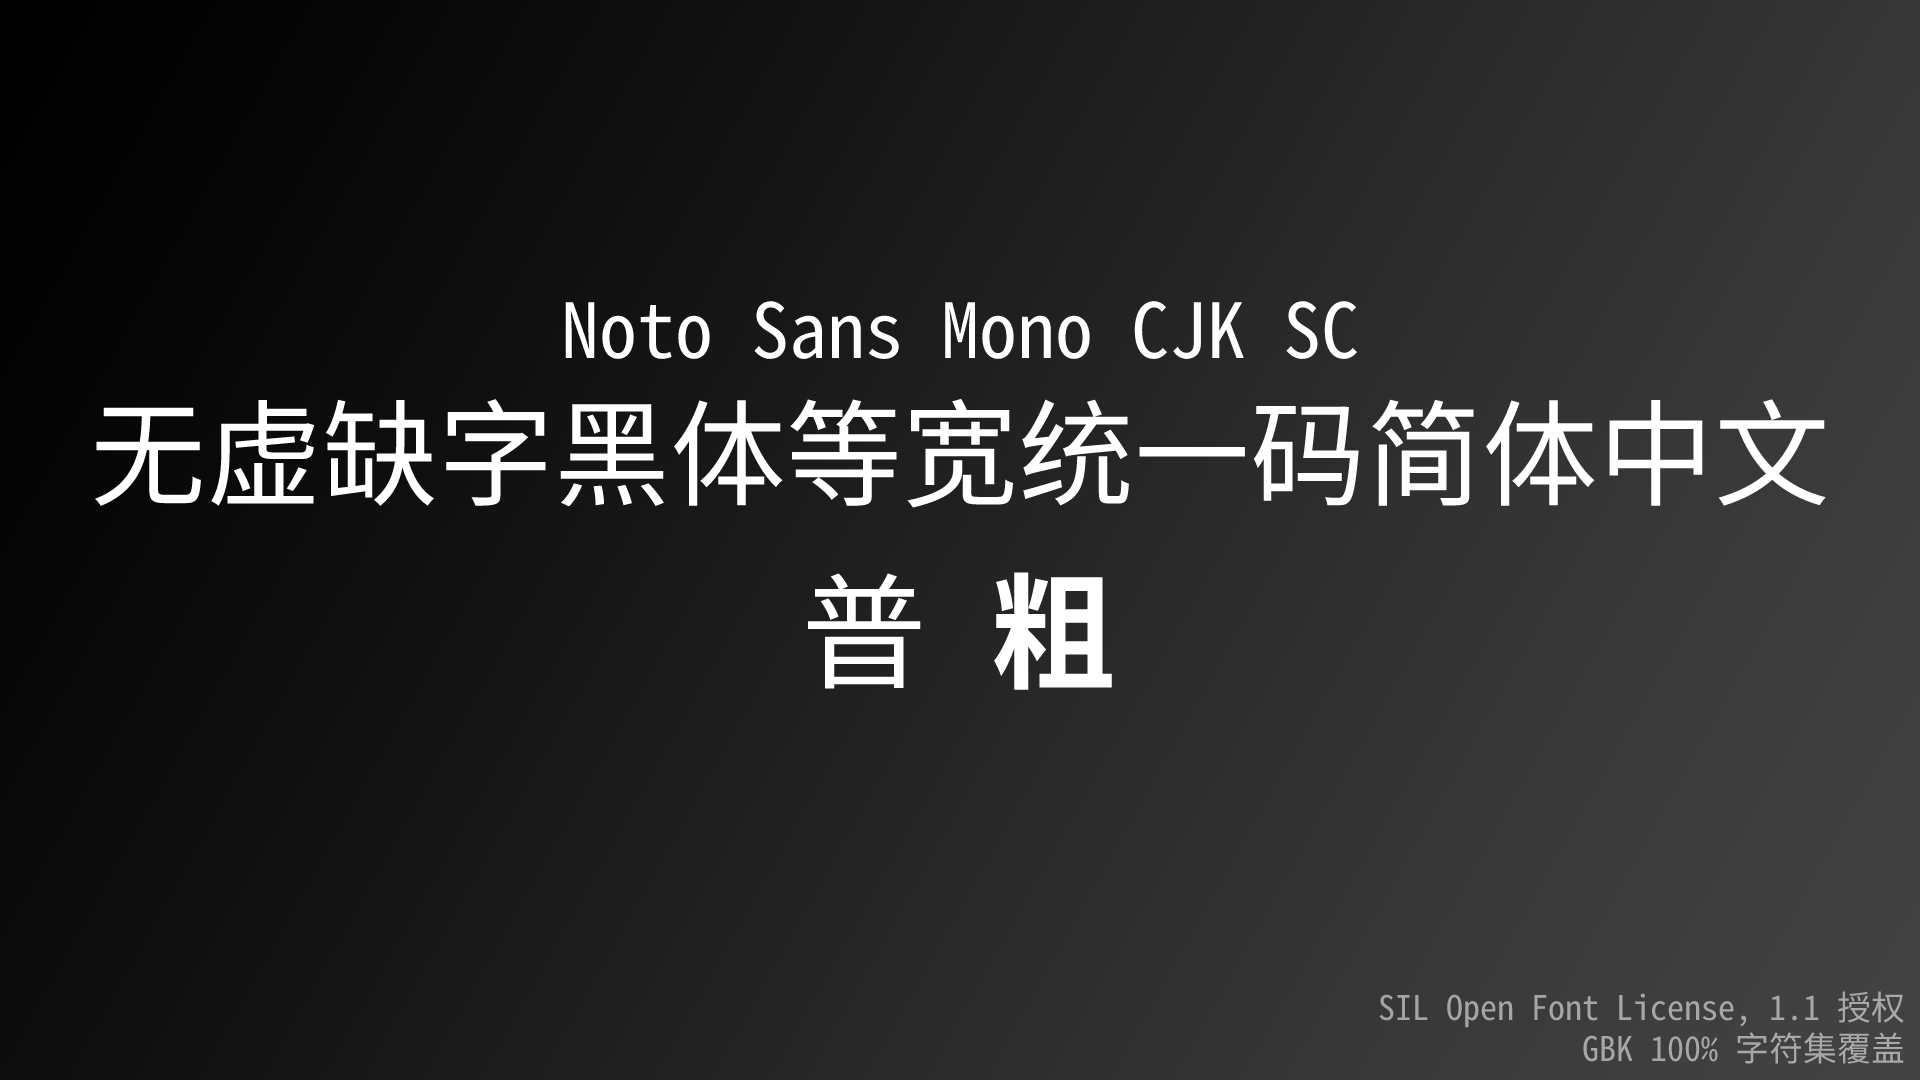 Noto Sans Mono CJK SC
无虚缺字黑体等宽统一码简体中文
普 粗
SIL Open Font License, 1.1 授权
GBK 100% 字符集覆盖